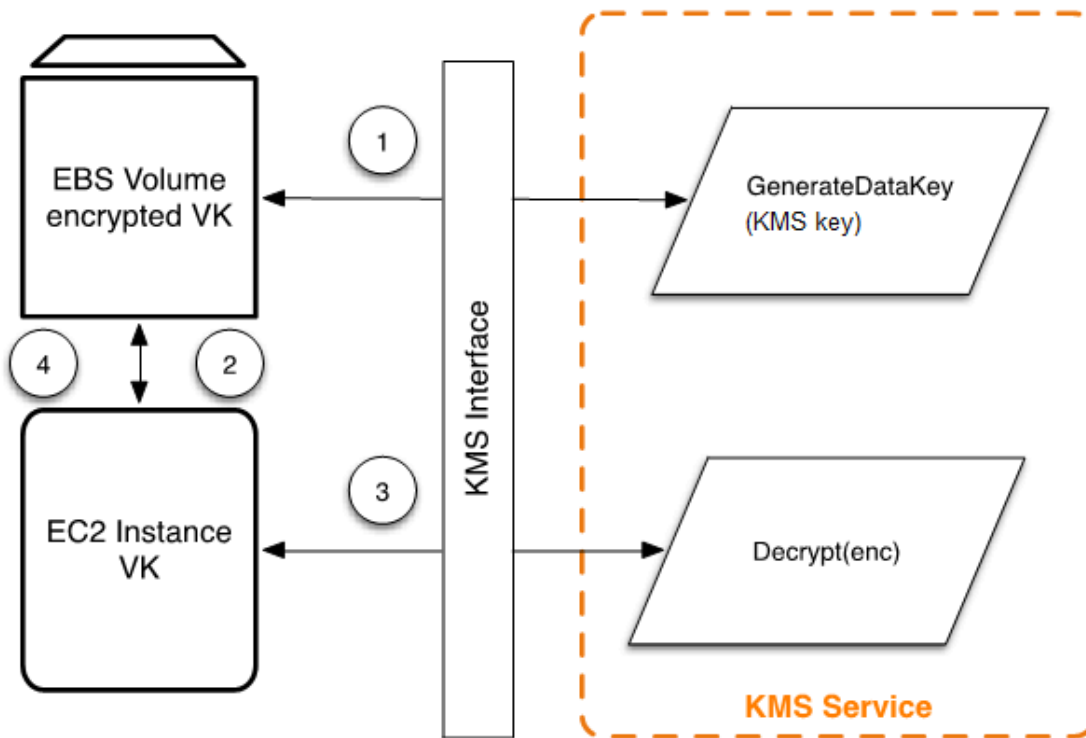 1
EBS Volume
encrypted VK
GenerateDataKey
(KMS key)
4
2
KMS Interface
3
EC2 Instance
VK
Decrypt(enc)
KMS Service